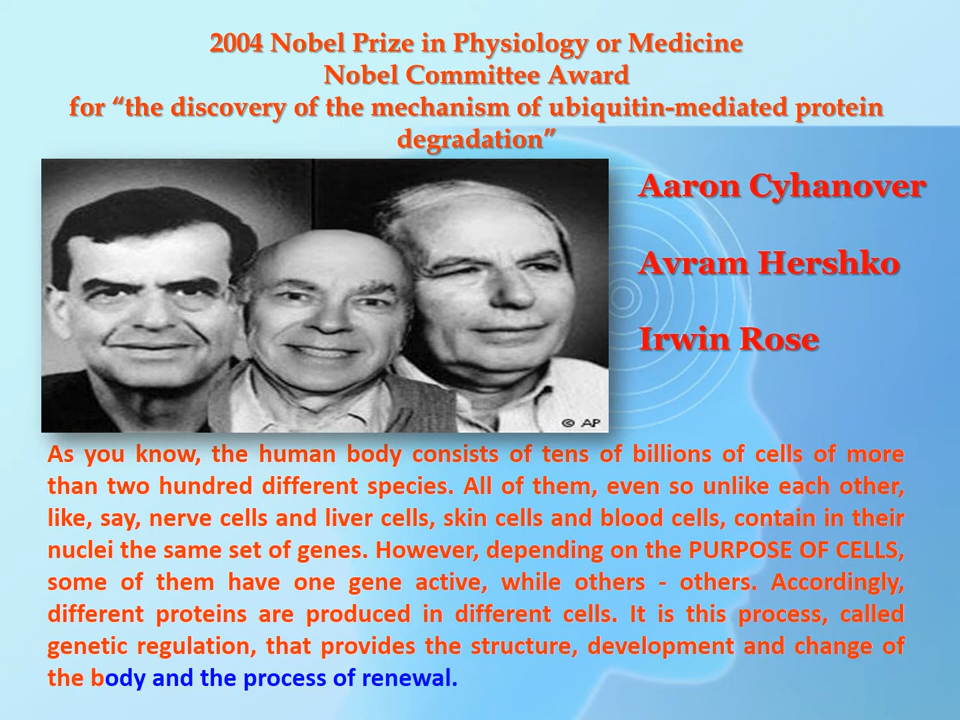 2004 Nobel Prize in Physiology or Medicine
Nobel Committee Award
for “the discovery of the mechanism of ubiquitin-mediated protein
degradation”
Aaron Cyhanover
Avram Hershko
Irwin Rose
© AP
As you know, the human body consists of tens of billions of cells of more
than two hundred different species. All of them, even so unlike each other,
like, say, nerve cells and liver cells, skin cells and blood cells, contain in their
nuclei the same set of genes. However, depending on the PURPOSE OF CELLS,
some of them have one gene active, while others - others. Accordingly,
different proteins are produced in different cells. It is this process, called
genetic regulation, that provides the structure, development and change of
the body and the process of renewal.